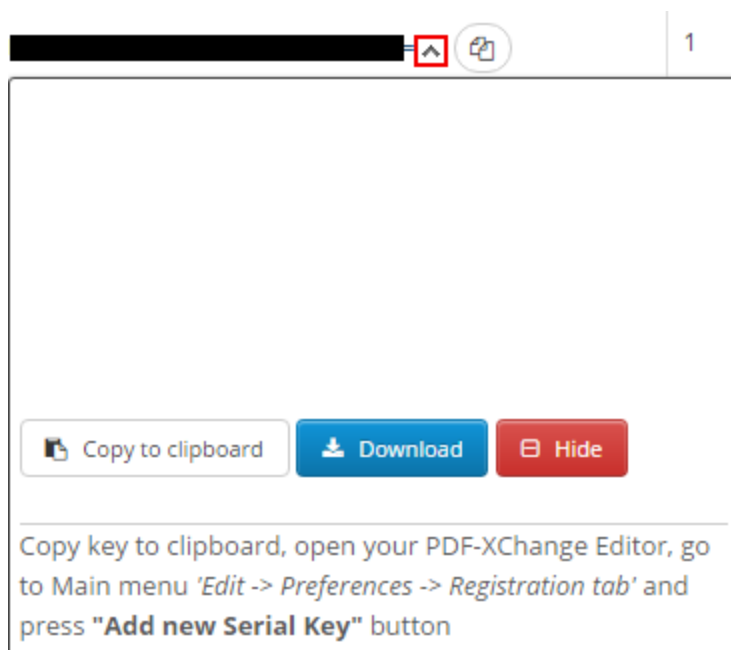 = 1
Copy to clipboard Download Hide
Copy key to clipboard, open your PDF-XChange Editor, go
to Main menu 'Edit -> Preferences -> Registration tab' and
press "Add new Serial Key" button